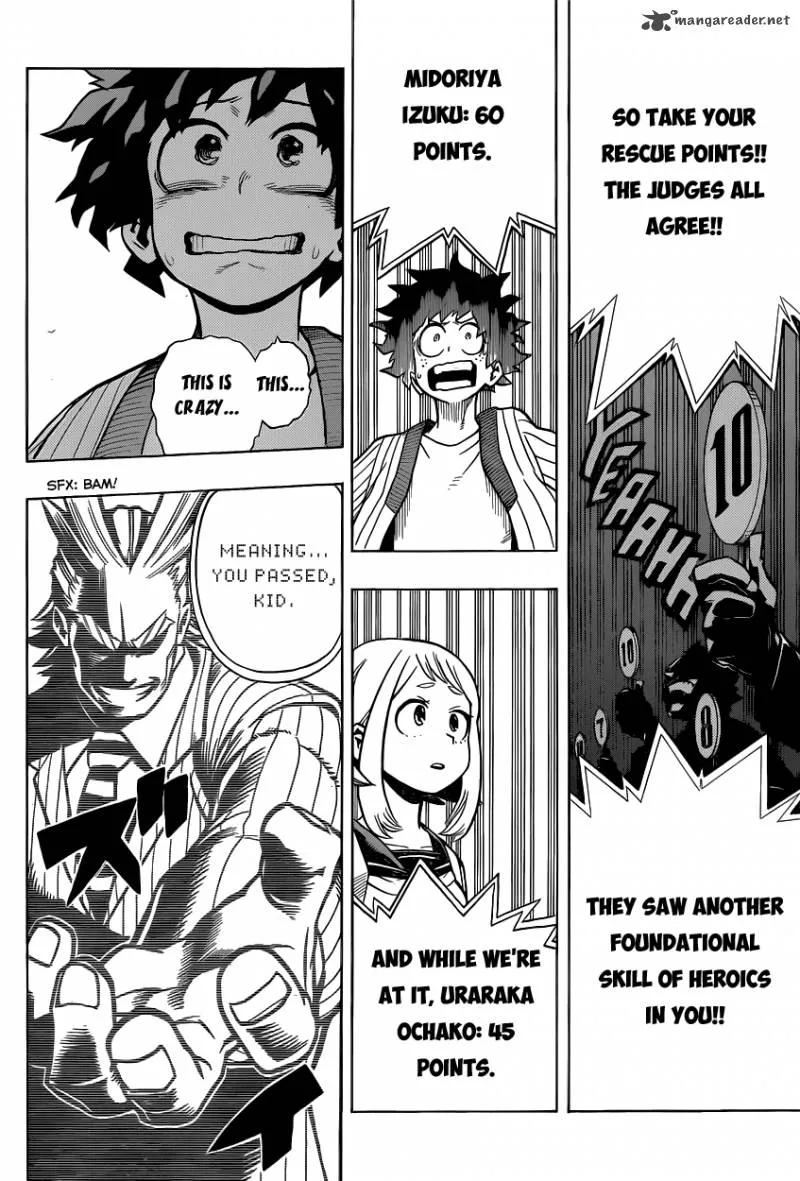 mangareader.net
SO TAKE YOUR
RESCUE POINTS!!
THE JUDGES ALL
AGREE!!
YEAAHH
10
10
7
8
THEY SAW ANOTHER
FOUNDATIONAL
SKILL OF HEROICS
IN YOU!!
MIDORIYA
IZUKU: 60
POINTS.
AND WHILE WE'RE
AT IT, URARAKA
OCHAKO: 45
POINTS.
THIS...
THIS IS
CRAZY...
SFX: BAM!
MEANING...
YOU PASSED,
KID.
ズイ